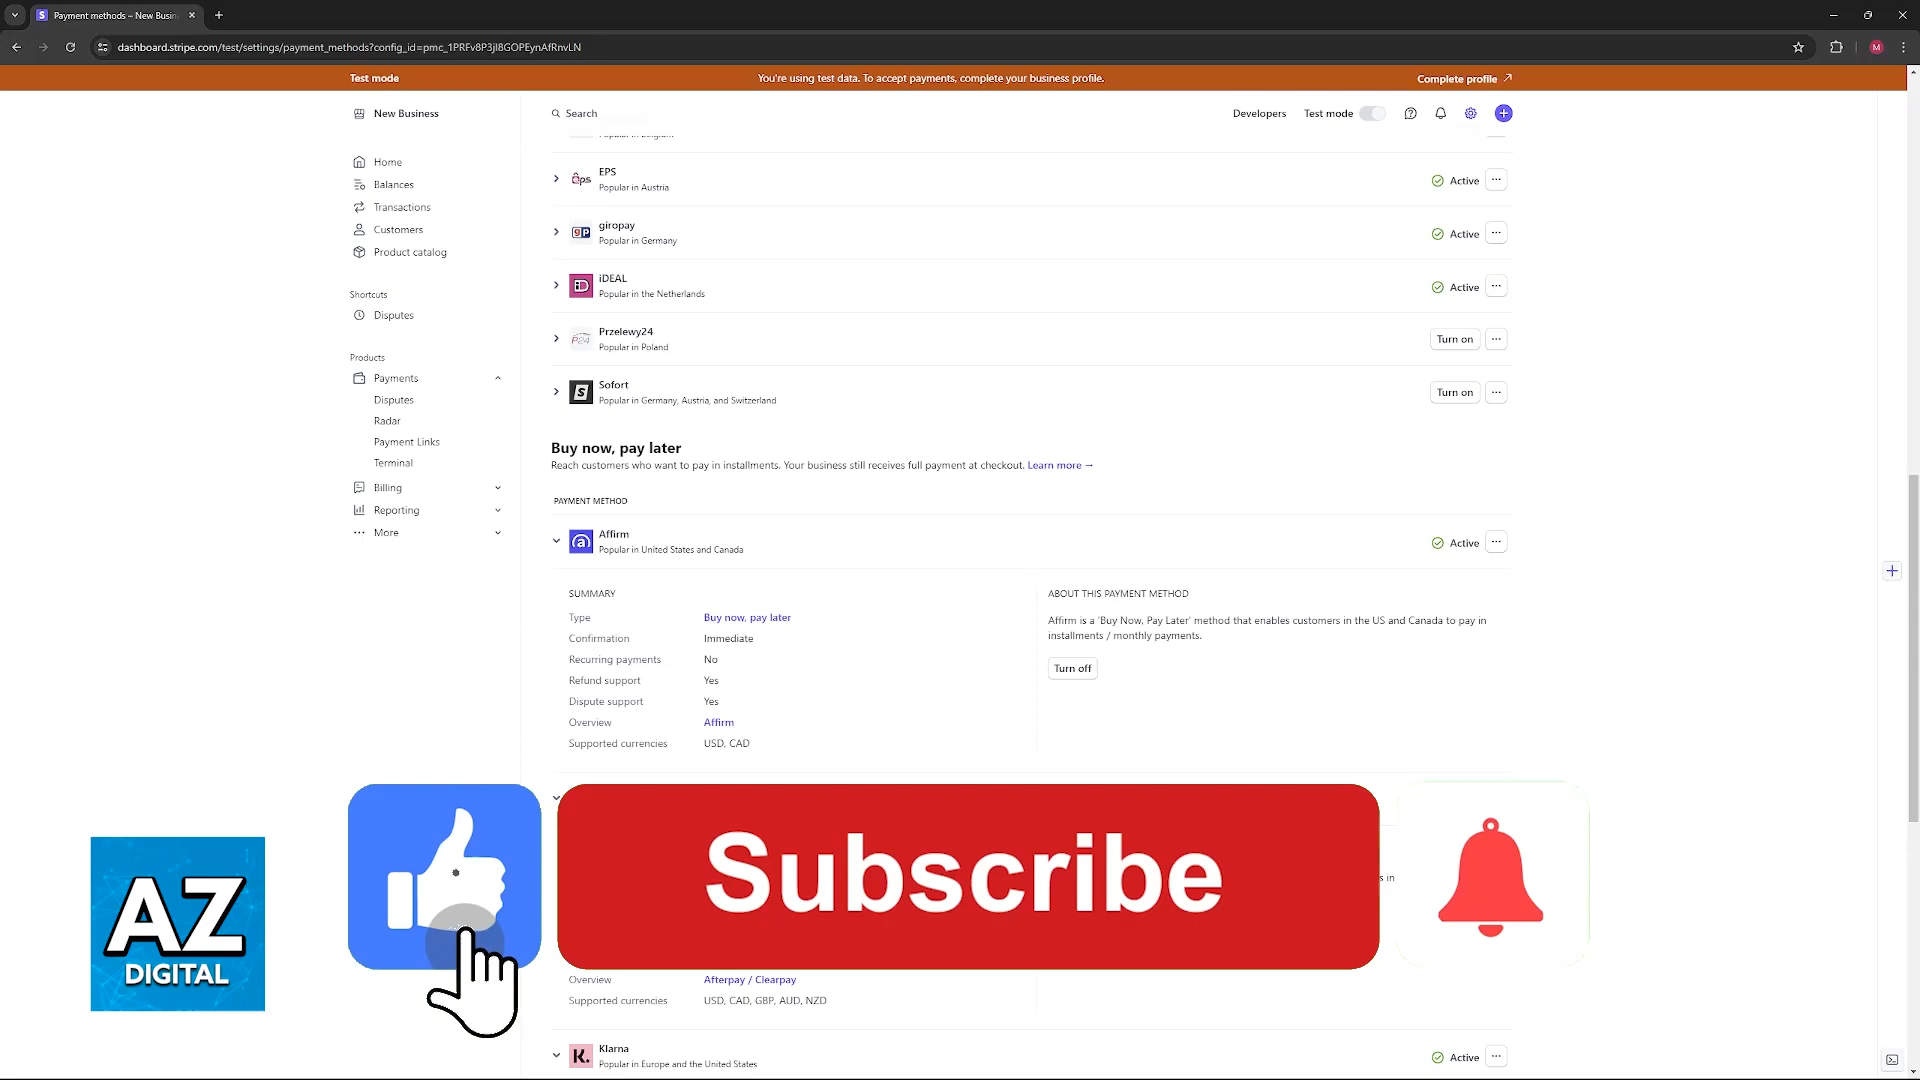 Payment methods – New Busin
dashboard.stripe.com/test/settings/payment_methods?config_id=pmc_1PRFv8P3jI8GOPEynAfRnvLN
M
Test mode
You're using test data. To accept payments, complete your business profile.
Complete profile
New Business
Search
Developers
Test mode
Home
Balances
Transactions
Customers
Product catalog
Shortcuts
Disputes
Products
Payments
Disputes
Radar
Payment Links
Terminal
Billing
Reporting
More
Popular in Belgium
EPS
Popular in Austria
Active
giropay
Popular in Germany
Active
iDEAL
Popular in the Netherlands
Active
P24
Przelewy24
Popular in Poland
Turn on
Sofort
Popular in Germany, Austria, and Switzerland
Turn on
Buy now, pay later
Reach customers who want to pay in installments. Your business still receives full payment at checkout. Learn more →
PAYMENT METHOD
Affirm
Popular in United States and Canada
Active
SUMMARY
Type Buy now, pay later
Confirmation Immediate
Recurring payments No
Refund support Yes
Dispute support Yes
Overview Affirm
Supported currencies USD, CAD
ABOUT THIS PAYMENT METHOD
Affirm is a 'Buy Now, Pay Later' method that enables customers in the US and Canada to pay in
installments / monthly payments.
Turn off
Subscribe
s in
AZ
DIGITAL
Overview Afterpay / Clearpay
Supported currencies USD, CAD, GBP, AUD, NZD
K.
Klarna
Popular in Europe and the United States
Active